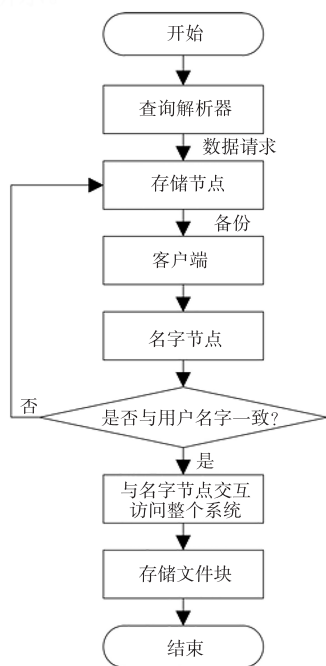 开始
查询解析器
数据请求
存储节点
备份
客户端
名字节点
是否与用户名字一致?
否
是
与名字节点交互
访问整个系统
存储文件块
结束